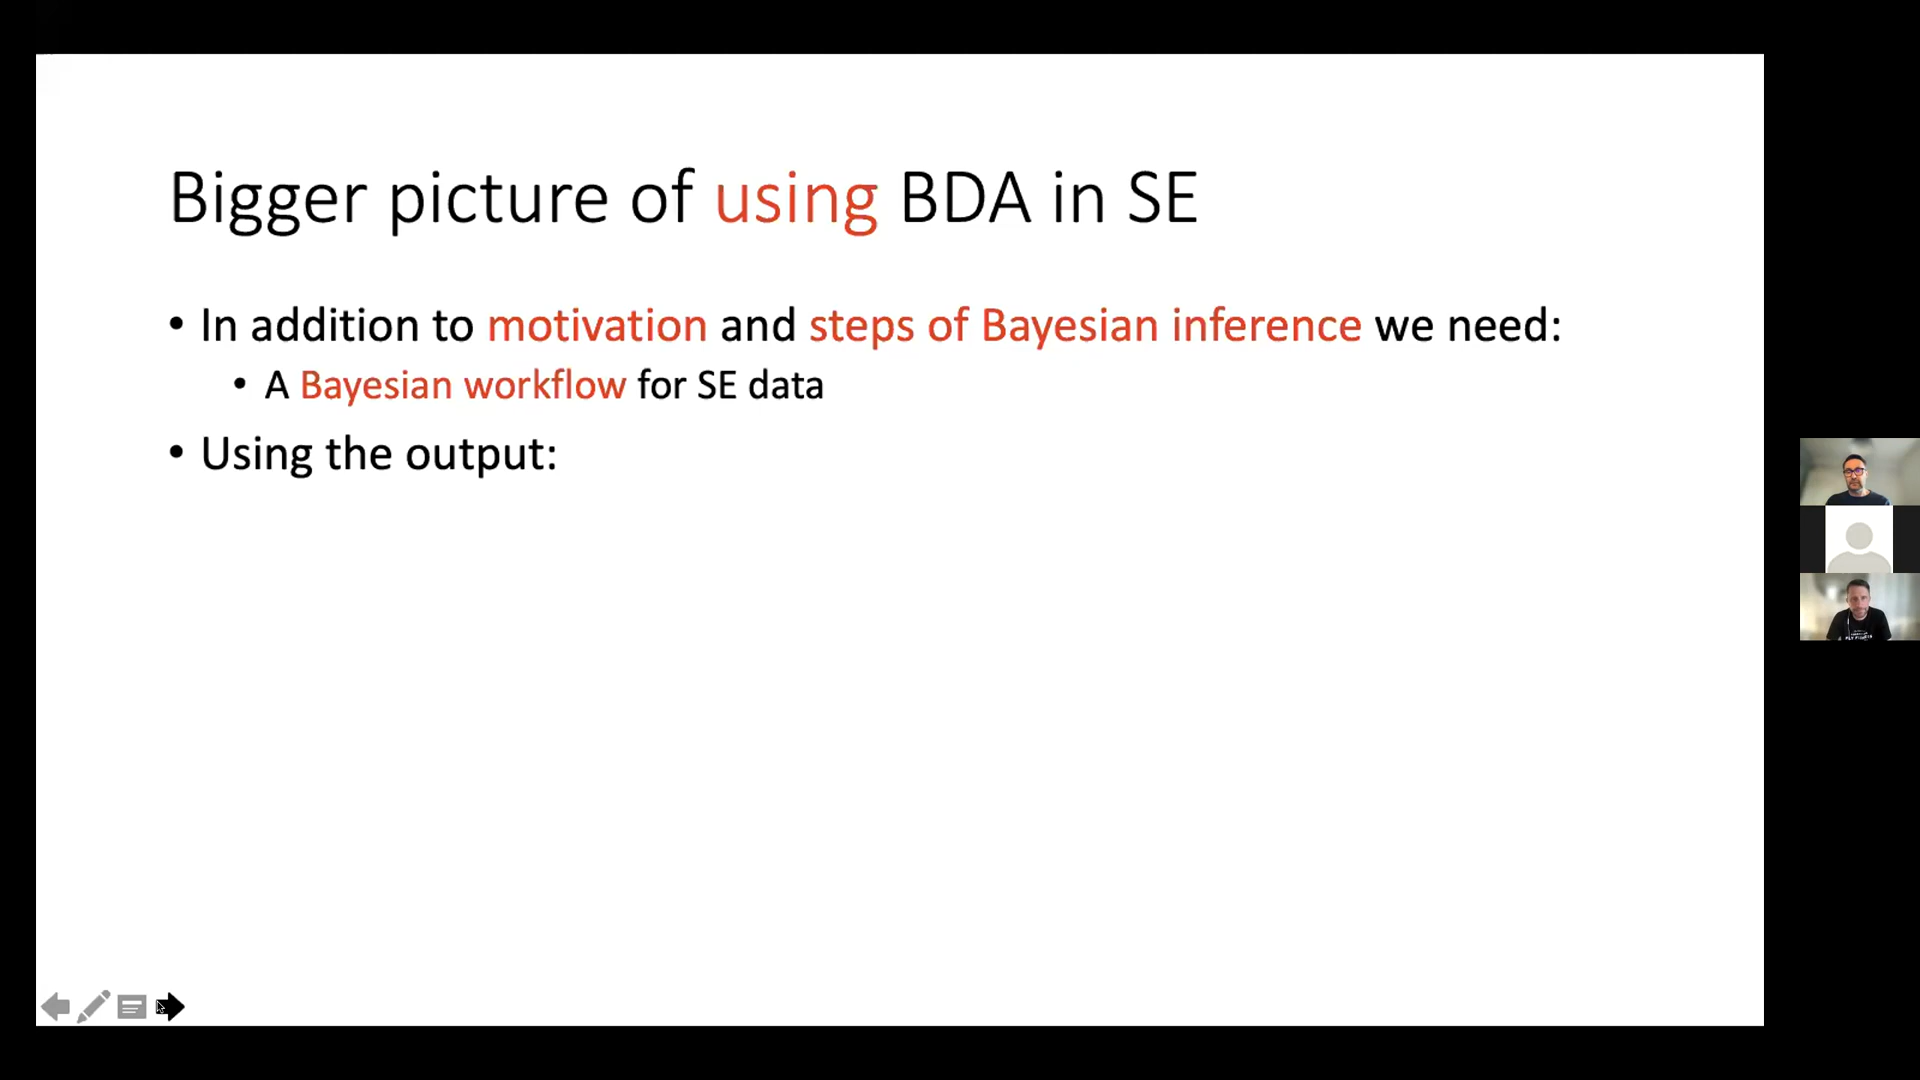 Bigger picture of using BDA in SE
• In addition to motivation and steps of Bayesian inference we need:
• A Bayesian workflow for SE data
• Using the output: